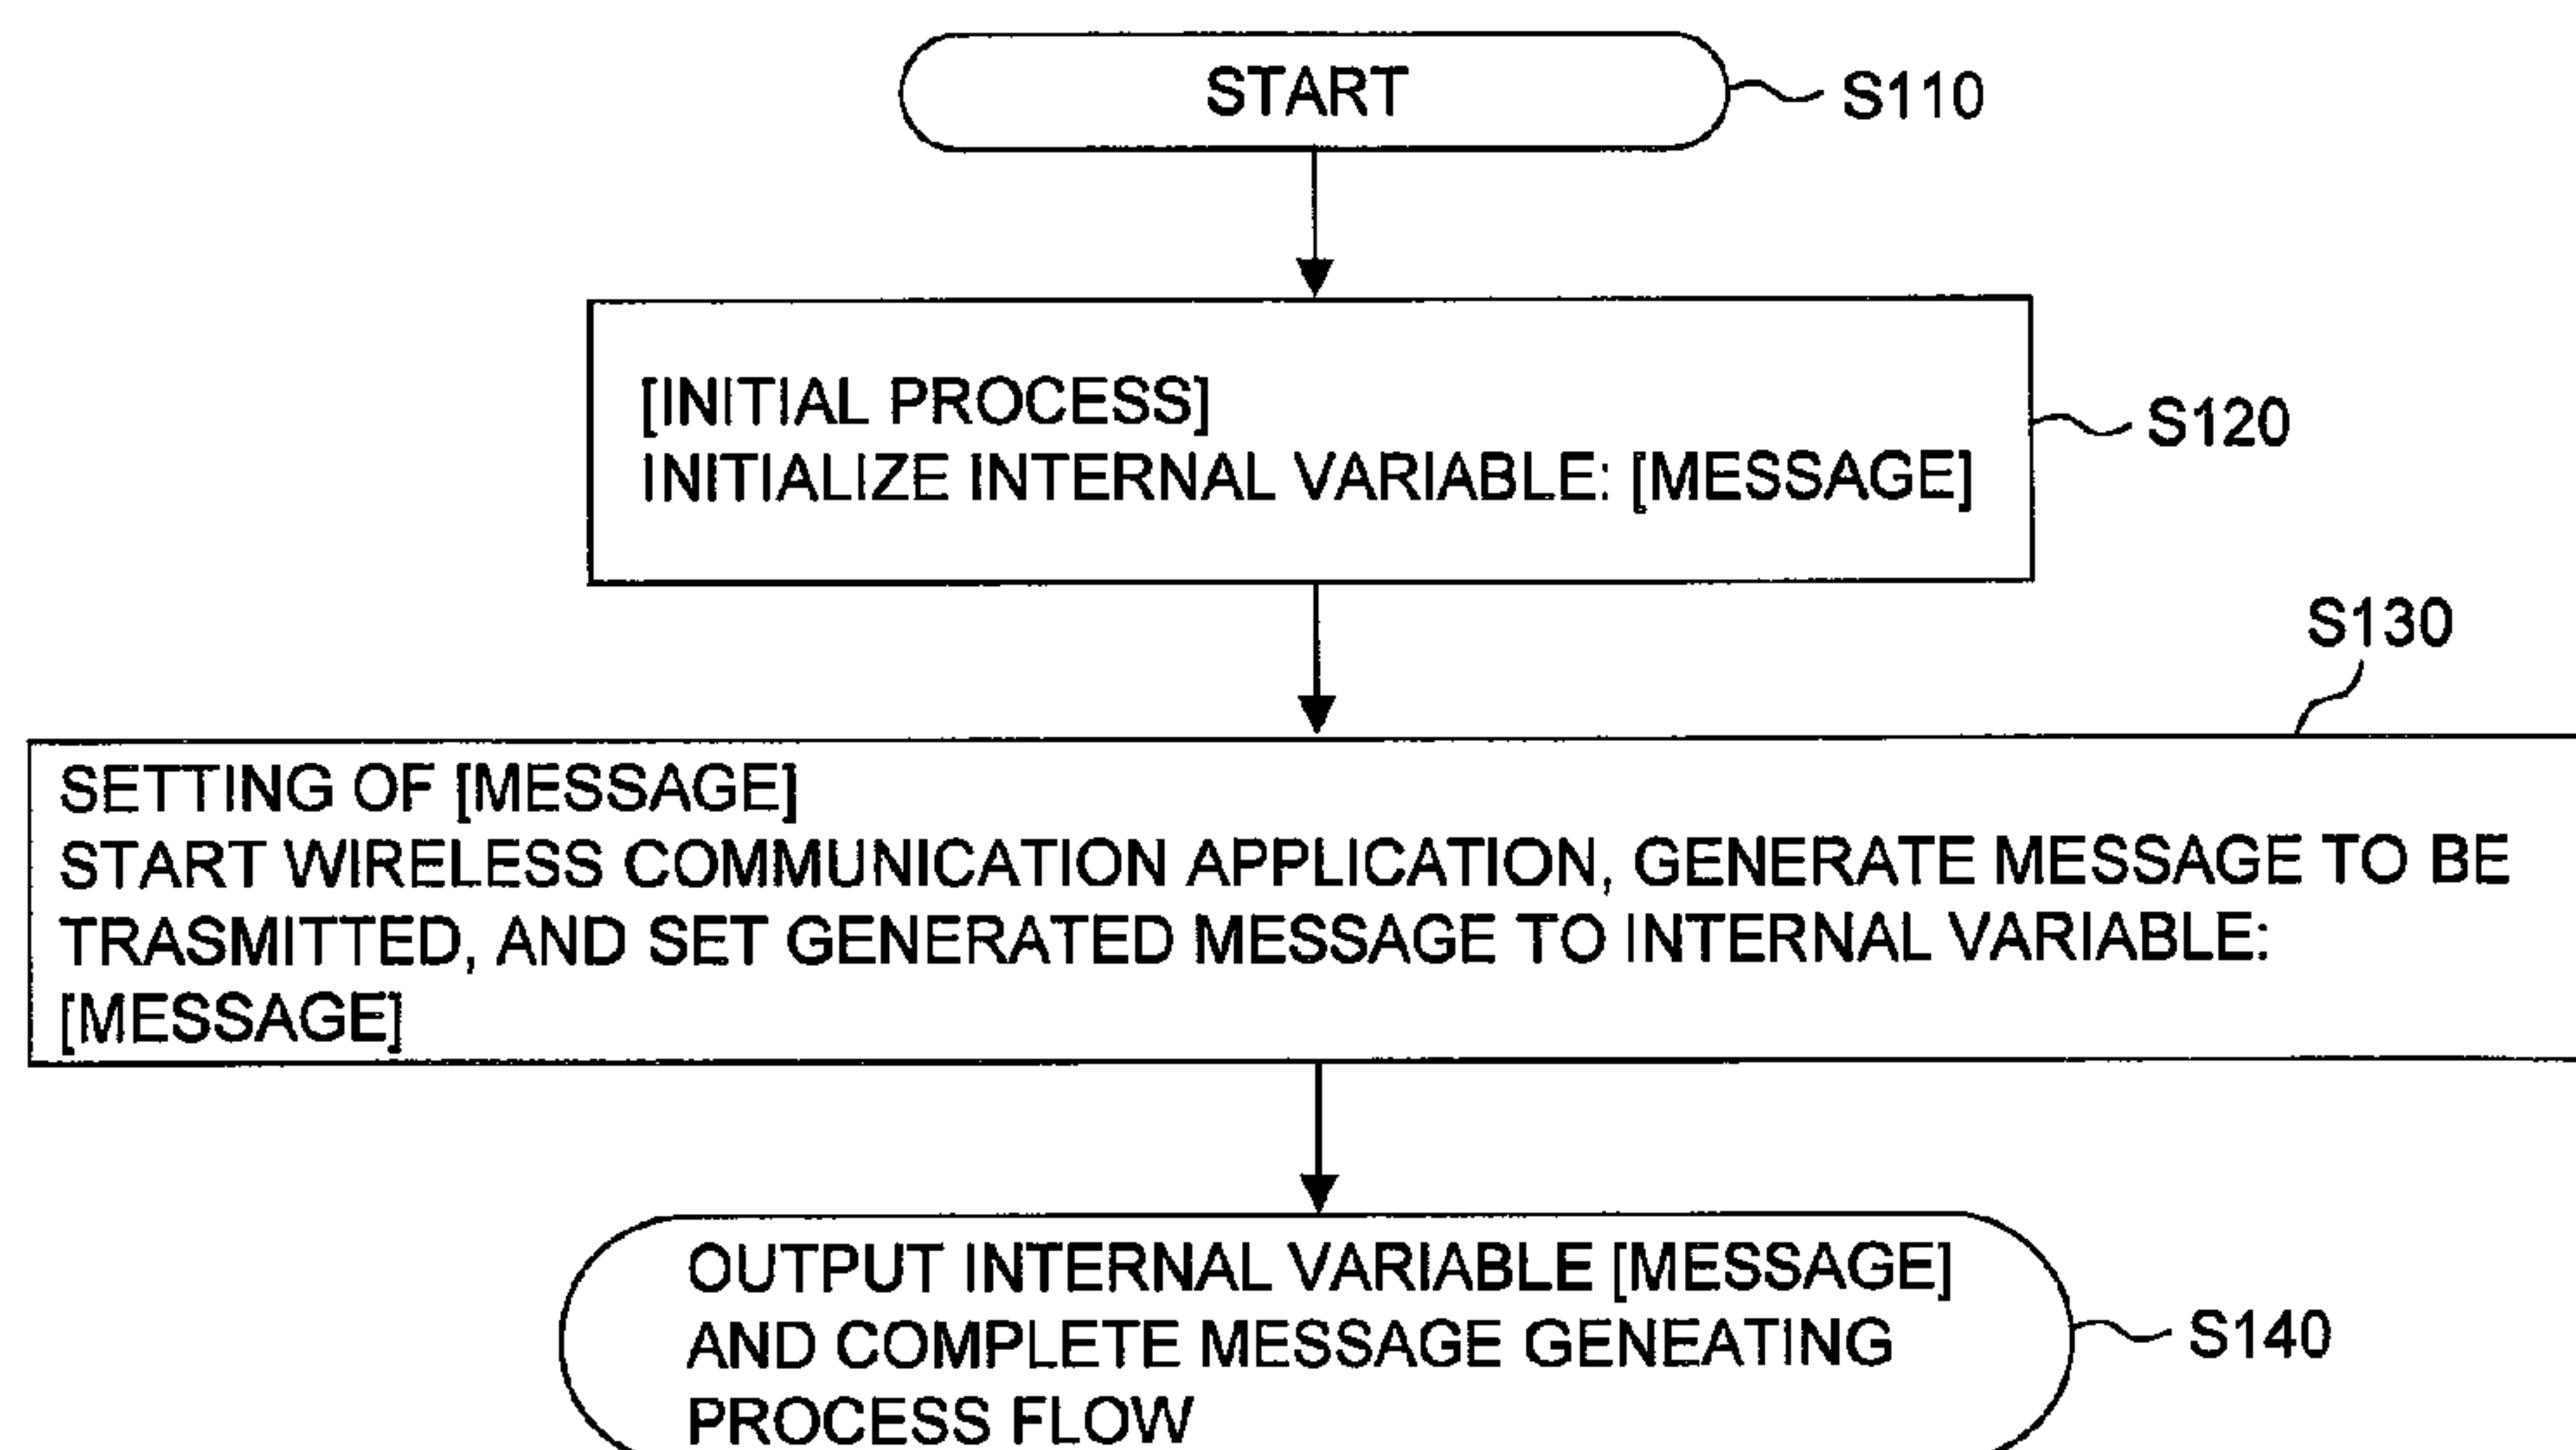 START
S110
[INITIAL PROCESS]
INITIALIZE INTERNAL VARIABLE: [MESSAGE]
S120
S130
SETTING OF [MESSAGE]
START WIRELESS COMMUNICATION APPLICATION, GENERATE MESSAGE TO BE
TRASMITTED, AND SET GENERATED MESSAGE TO INTERNAL VARIABLE:
[MESSAGE]
OUTPUT INTERNAL VARIABLE [MESSAGE]
AND COMPLETE MESSAGE GENEATING
PROCESS FLOW
S140